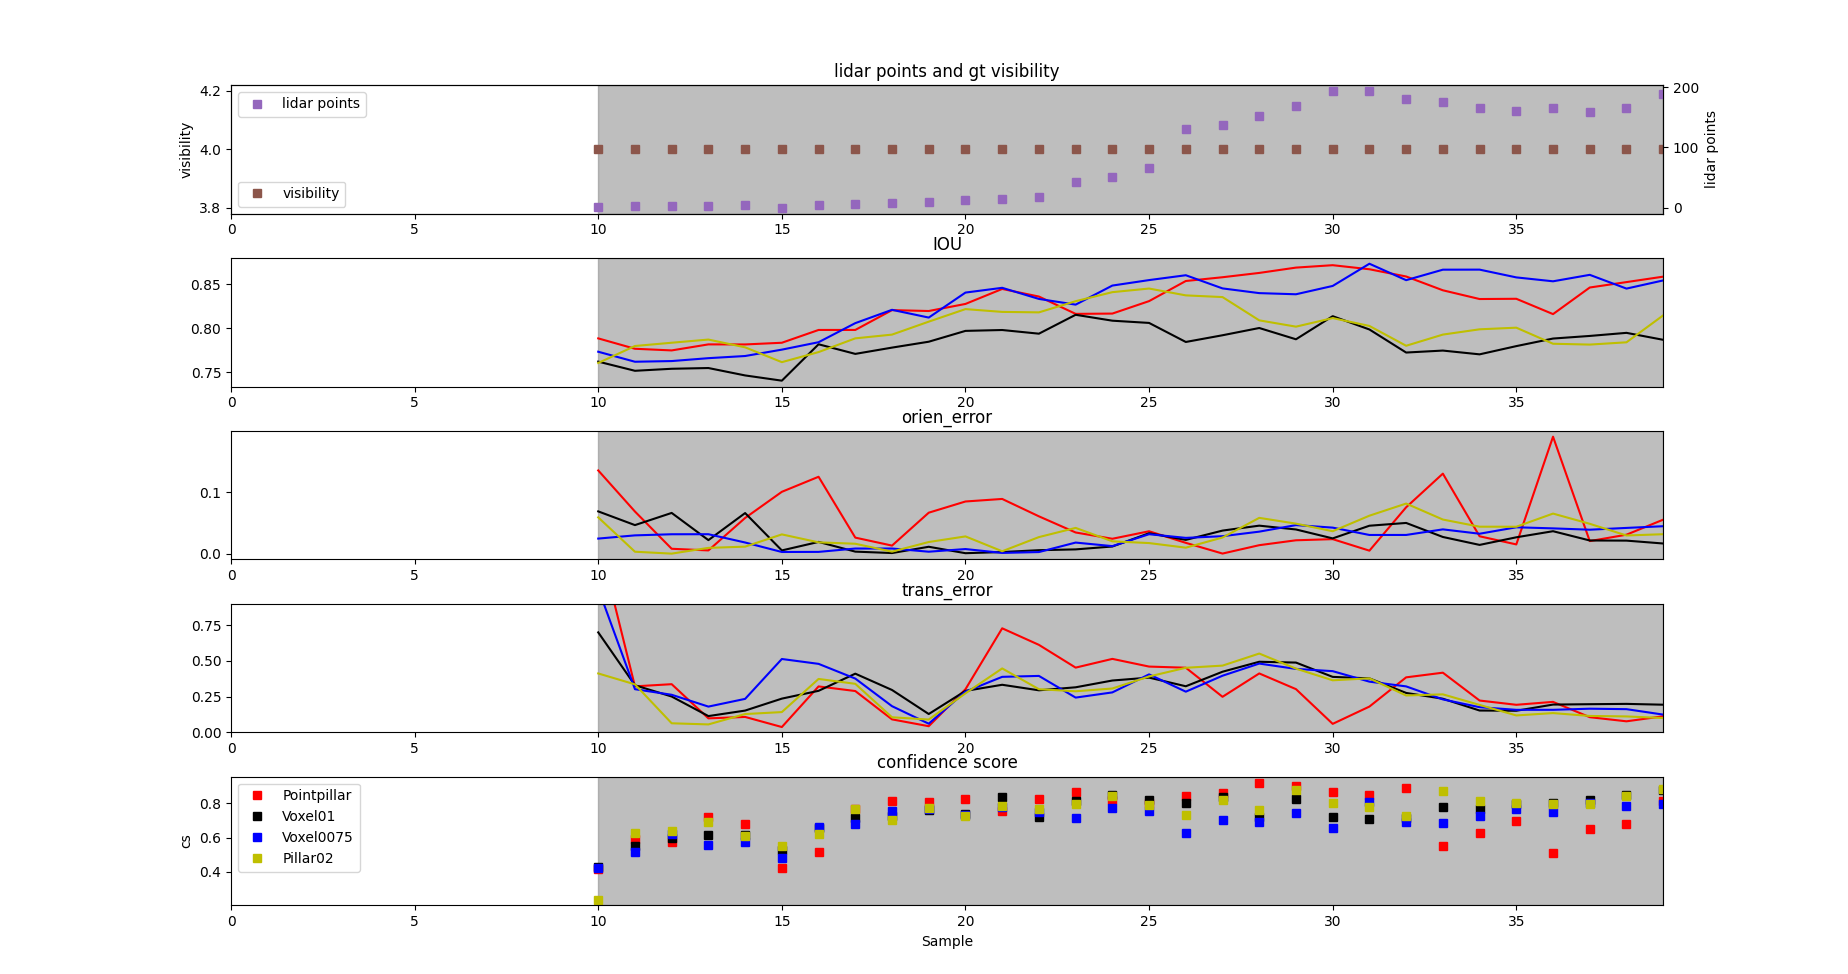 lidar points and gt visibility
4.2
4.0
3.8
visibility
lidar points
visibility
200
100
0
lidar points
0 5 10 15 20 25 30 35
IOU
0.85
0.80
0.75
0 5 10 15 20 25 30 35
orien_error
0.1
0.0
0 5 10 15 20 25 30 35
trans_error
0.75
0.50
0.25
0.00
0 5 10 15 20 25 30 35
confidence score
0.8
0.6
0.4
cs
Pointpillar
Voxel01
Voxel0075
Pillar02
0 5 10 15 20 25 30 35
Sample